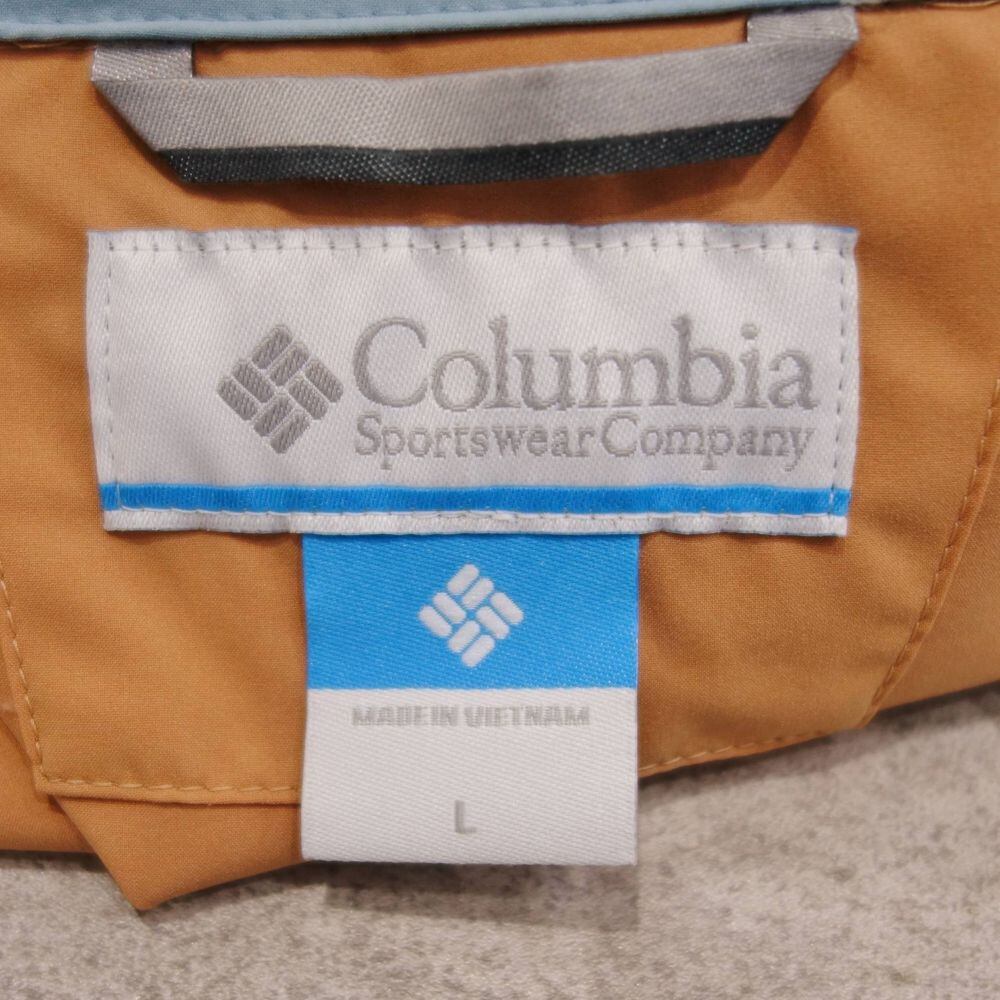 Columbia
Sportswear Company
MADE IN VIETNAM
L